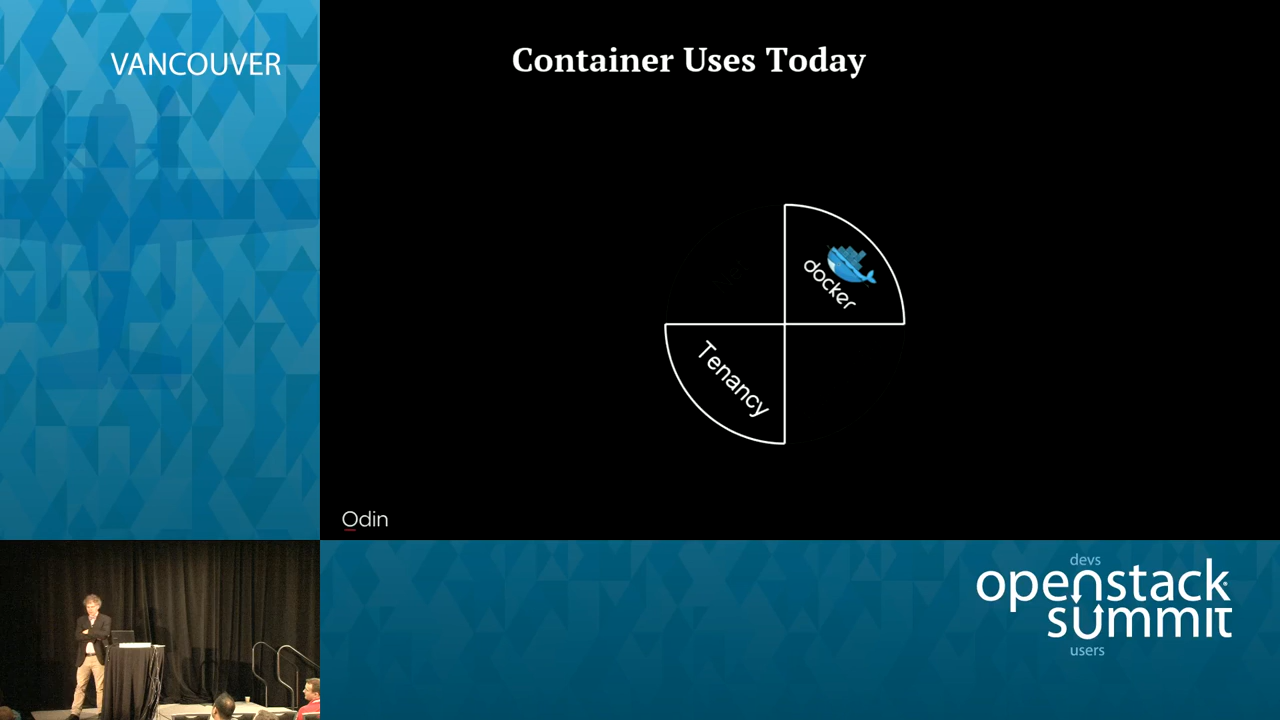 VANCOUVER
Container Uses Today
docker
Tenancy
Odin
devs
openstack
summit
users